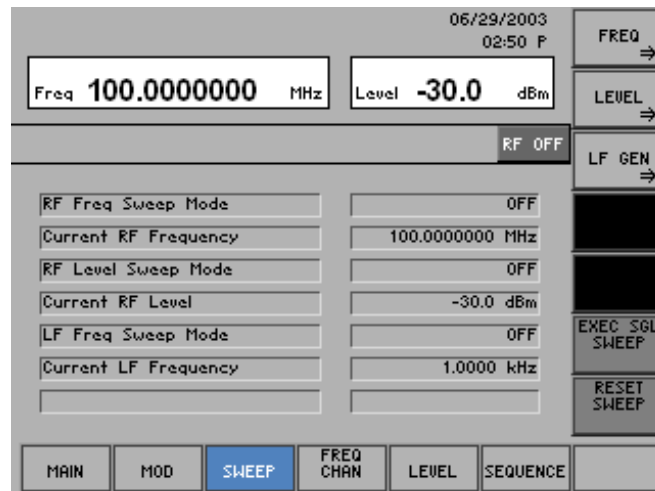 06/29/2003
02:50 P
Freq 100.0000000 MHz
Level -30.0 dBm
RF OFF
RF Freq Sweep Mode OFF
Current RF Frequency 100.0000000 MHz
RF Level Sweep Mode OFF
Current RF Level -30.0 dBm
LF Freq Sweep Mode OFF
Current LF Frequency 1.0000 kHz
FREQ
LEVEL
LF GEN
EXEC SGL
SWEEP
RESET
SWEEP
MAIN
MOD
SWEEP
FREQ
CHAN
LEVEL
SEQUENCE